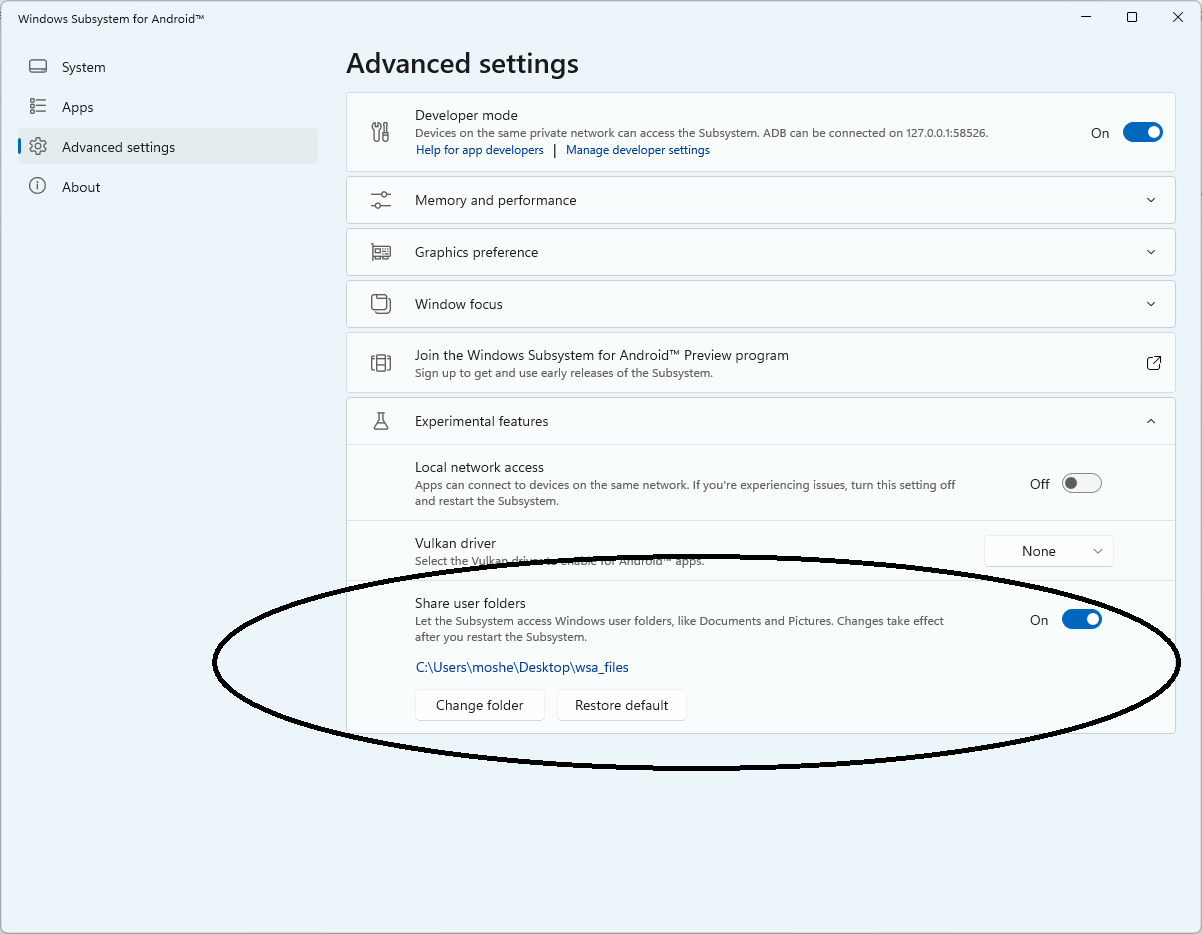 Windows Subsystem for Android™
System
Apps
Advanced settings
About
Advanced settings
Developer mode
Devices on the same private network can access the Subsystem. ADB can be connected on 127.0.0.1:58526.
Help for app developers | Manage developer settings
On
Memory and performance
Graphics preference
Window focus
Join the Windows Subsystem for Android™ Preview program
Sign up to get and use early releases of the Subsystem.
Experimental features
Local network access
Apps can connect to devices on the same network. If you're experiencing issues, turn this setting off
and restart the Subsystem.
Off
Vulkan driver
Select the Vulkan driver to enable for Android™ apps.
None
Share user folders
Let the Subsystem access Windows user folders, like Documents and Pictures. Changes take effect
after you restart the Subsystem.
On
C:\Users\moshe\Desktop\wsa_files
Change folder
Restore default